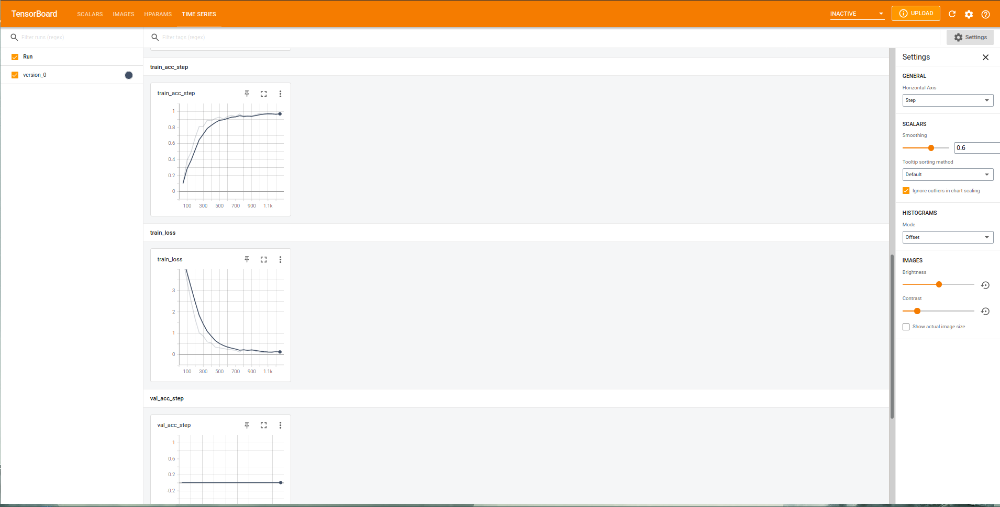 TensorBoard SCALARS IMAGES HPARAMS TIME SERIES INACTIVE UPLOAD
Filter runs (regex)
Filter tags (regex)
Settings
Run
version_0
train_acc_step
train_acc_step
1
0.8
0.6
0.4
0.2
0
100 300 500 700 900 1.1k
train_loss
train_loss
3
2
1
0
100 300 500 700 900 1.1k
val_acc_step
val_acc_step
1
0.6
0.2
-0.2
Settings
GENERAL
Horizontal Axis
Step
SCALARS
Smoothing
0.6
Tooltip sorting method
Default
Ignore outliers in chart scaling
HISTOGRAMS
Mode
Offset
IMAGES
Brightness
Contrast
Show actual image size